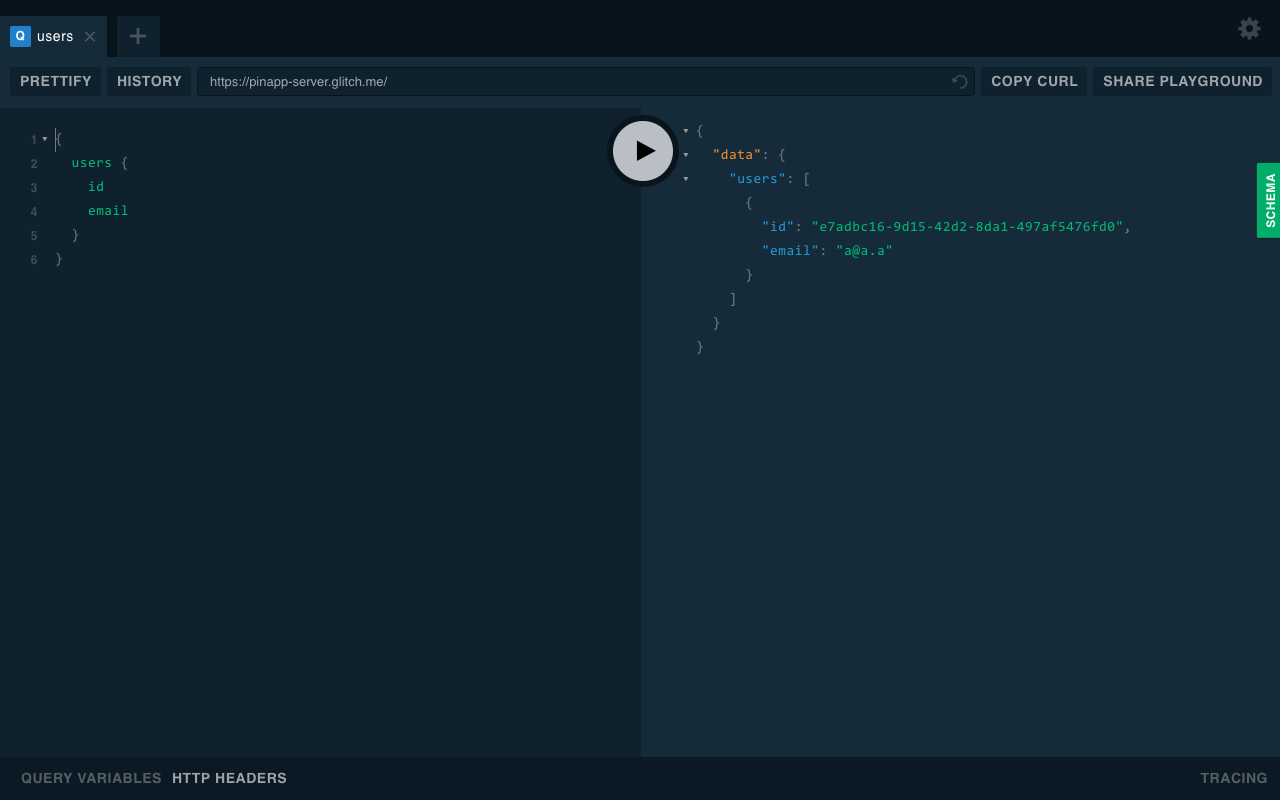 Q users
PRETTIFY HISTORY https://pinapp-server.glitch.me/ COPY CURL SHARE PLAYGROUND
1 {
2 users {
3 id
4 email
5 }
6 }
{
"data": {
"users": [
{
"id": "e7adbc16-9d15-42d2-8da1-497af5476fd0",
"email": "a@a.a"
}
]
}
}
SCHEMA
QUERY VARIABLES HTTP HEADERS TRACING